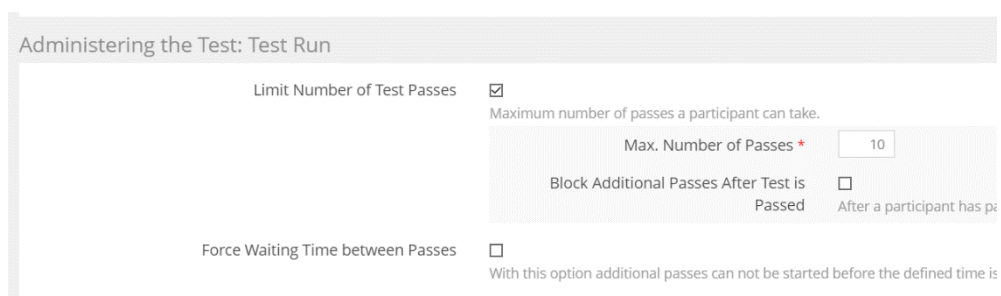 Administering the Test: Test Run
Limit Number of Test Passes
Maximum number of passes a participant can take.
Max. Number of Passes *
10
Block Additional Passes After Test is
Passed
After a participant has pa
Force Waiting Time between Passes
With this option additional passes can not be started before the defined time is